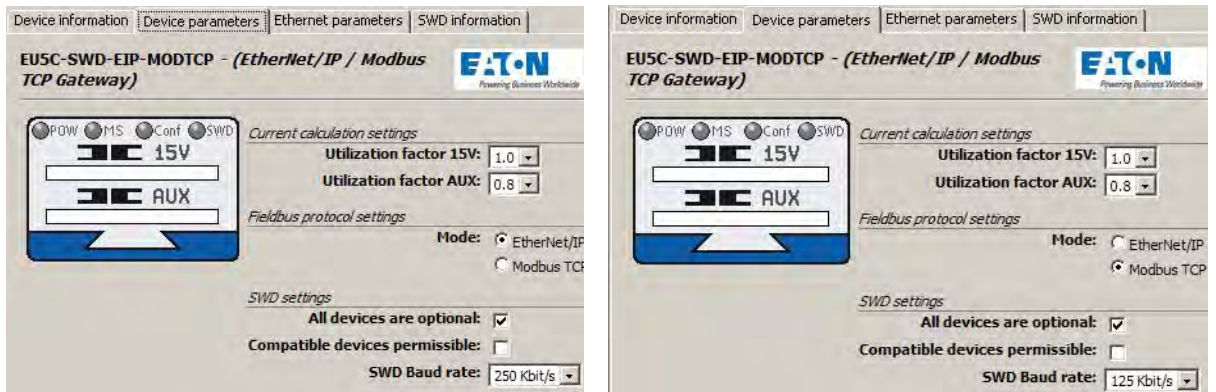 Device information Device parameters Ethernet parameters SWD information
EU5C-SWD-EIP-MODTCP - (EtherNet/IP / Modbus
TCP Gateway)
EATON
Powering Business Worldwide
POW MS Conf SWD
15V
AUX
Current calculation settings
Utilization factor 15V: 1.0
Utilization factor AUX: 0.8
Fieldbus protocol settings
Mode: EtherNet/IP
Modbus TCP
SWD settings
All devices are optional:
Compatible devices permissible:
SWD Baud rate: 250 Kbit/s
Device information Device parameters Ethernet parameters SWD information
EU5C-SWD-EIP-MODTCP - (EtherNet/IP / Modbus
TCP Gateway)
EATON
Powering Business Worldwide
POW MS Conf SWD
15V
AUX
Current calculation settings
Utilization factor 15V: 1.0
Utilization factor AUX: 0.8
Fieldbus protocol settings
Mode: EtherNet/IP
Modbus TCP
SWD settings
All devices are optional:
Compatible devices permissible:
SWD Baud rate: 125 Kbit/s